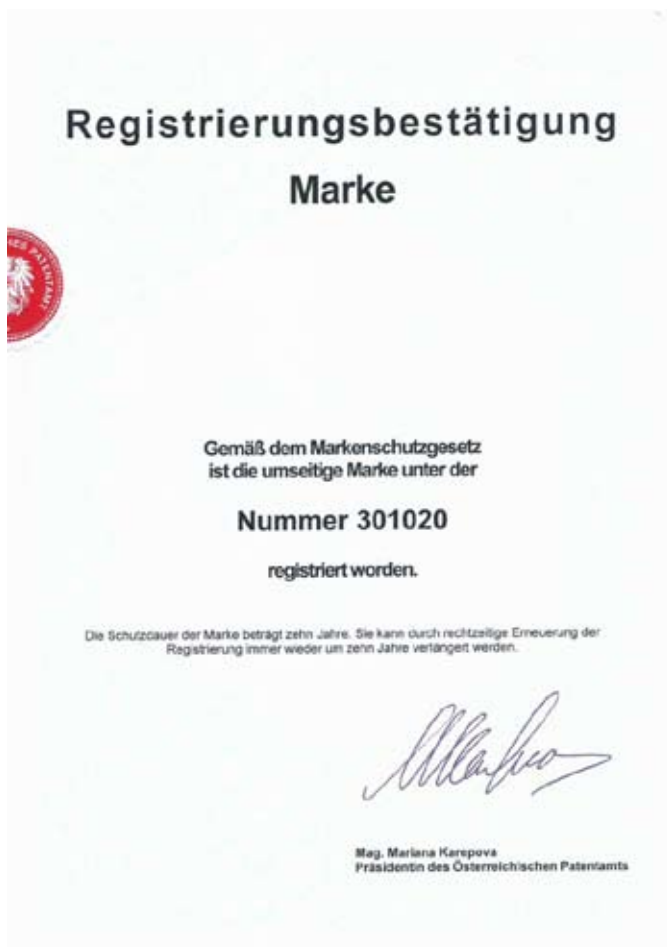 Registrierungsbestätigung
Marke
HES PATENTAMT
Gemäß dem Markenschutzgesetz
ist die umseitige Marke unter der
Nummer 301020
registriert worden.
Die Schutzdauer der Marke beträgt zehn Jahre. Sie kann durch rechtzeitige Erneuerung der
Registrierung immer wieder um zehn Jahre verlängert werden.
Mag. Mariana Karepova
Präsidentin des Österreichischen Patentamts